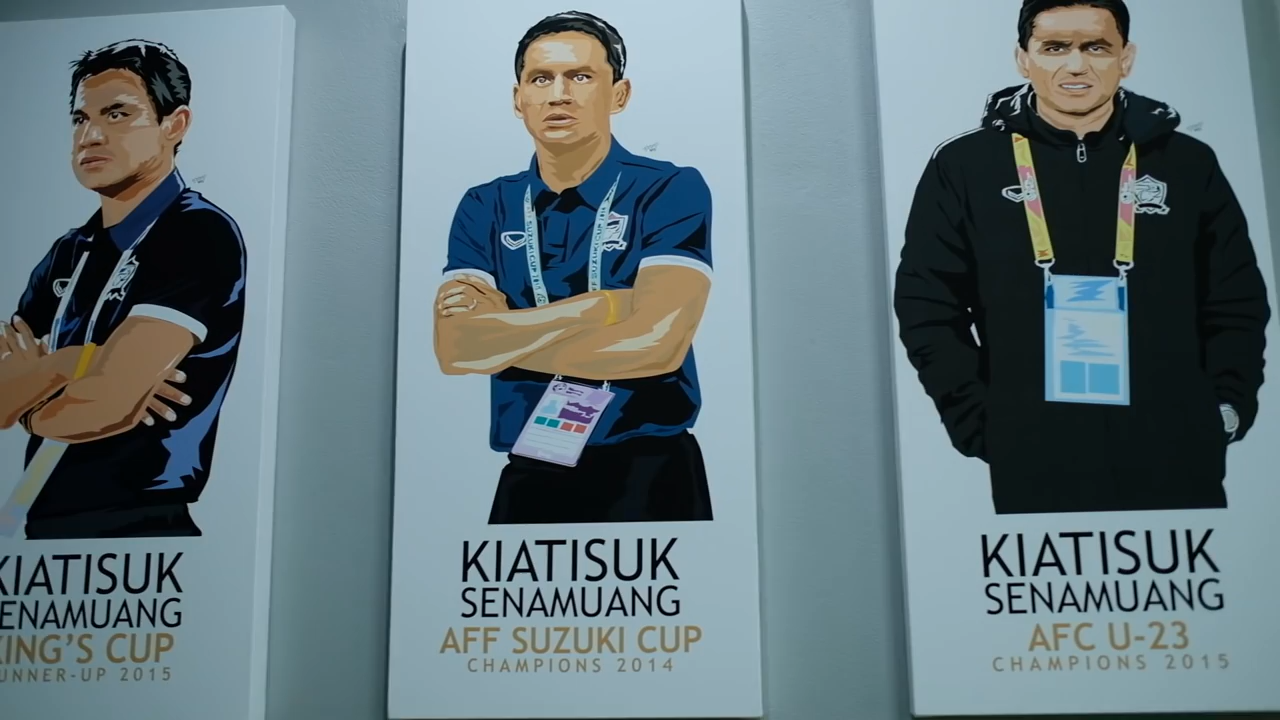 KIATISUK
SENAMUANG
KING'S CUP
RUNNER-UP 2015
KIATISUK
SENAMUANG
AFF SUZUKI CUP
CHAMPIONS 2014
KIATISUK
SENAMUANG
AFC U-23
CHAMPIONS 2015